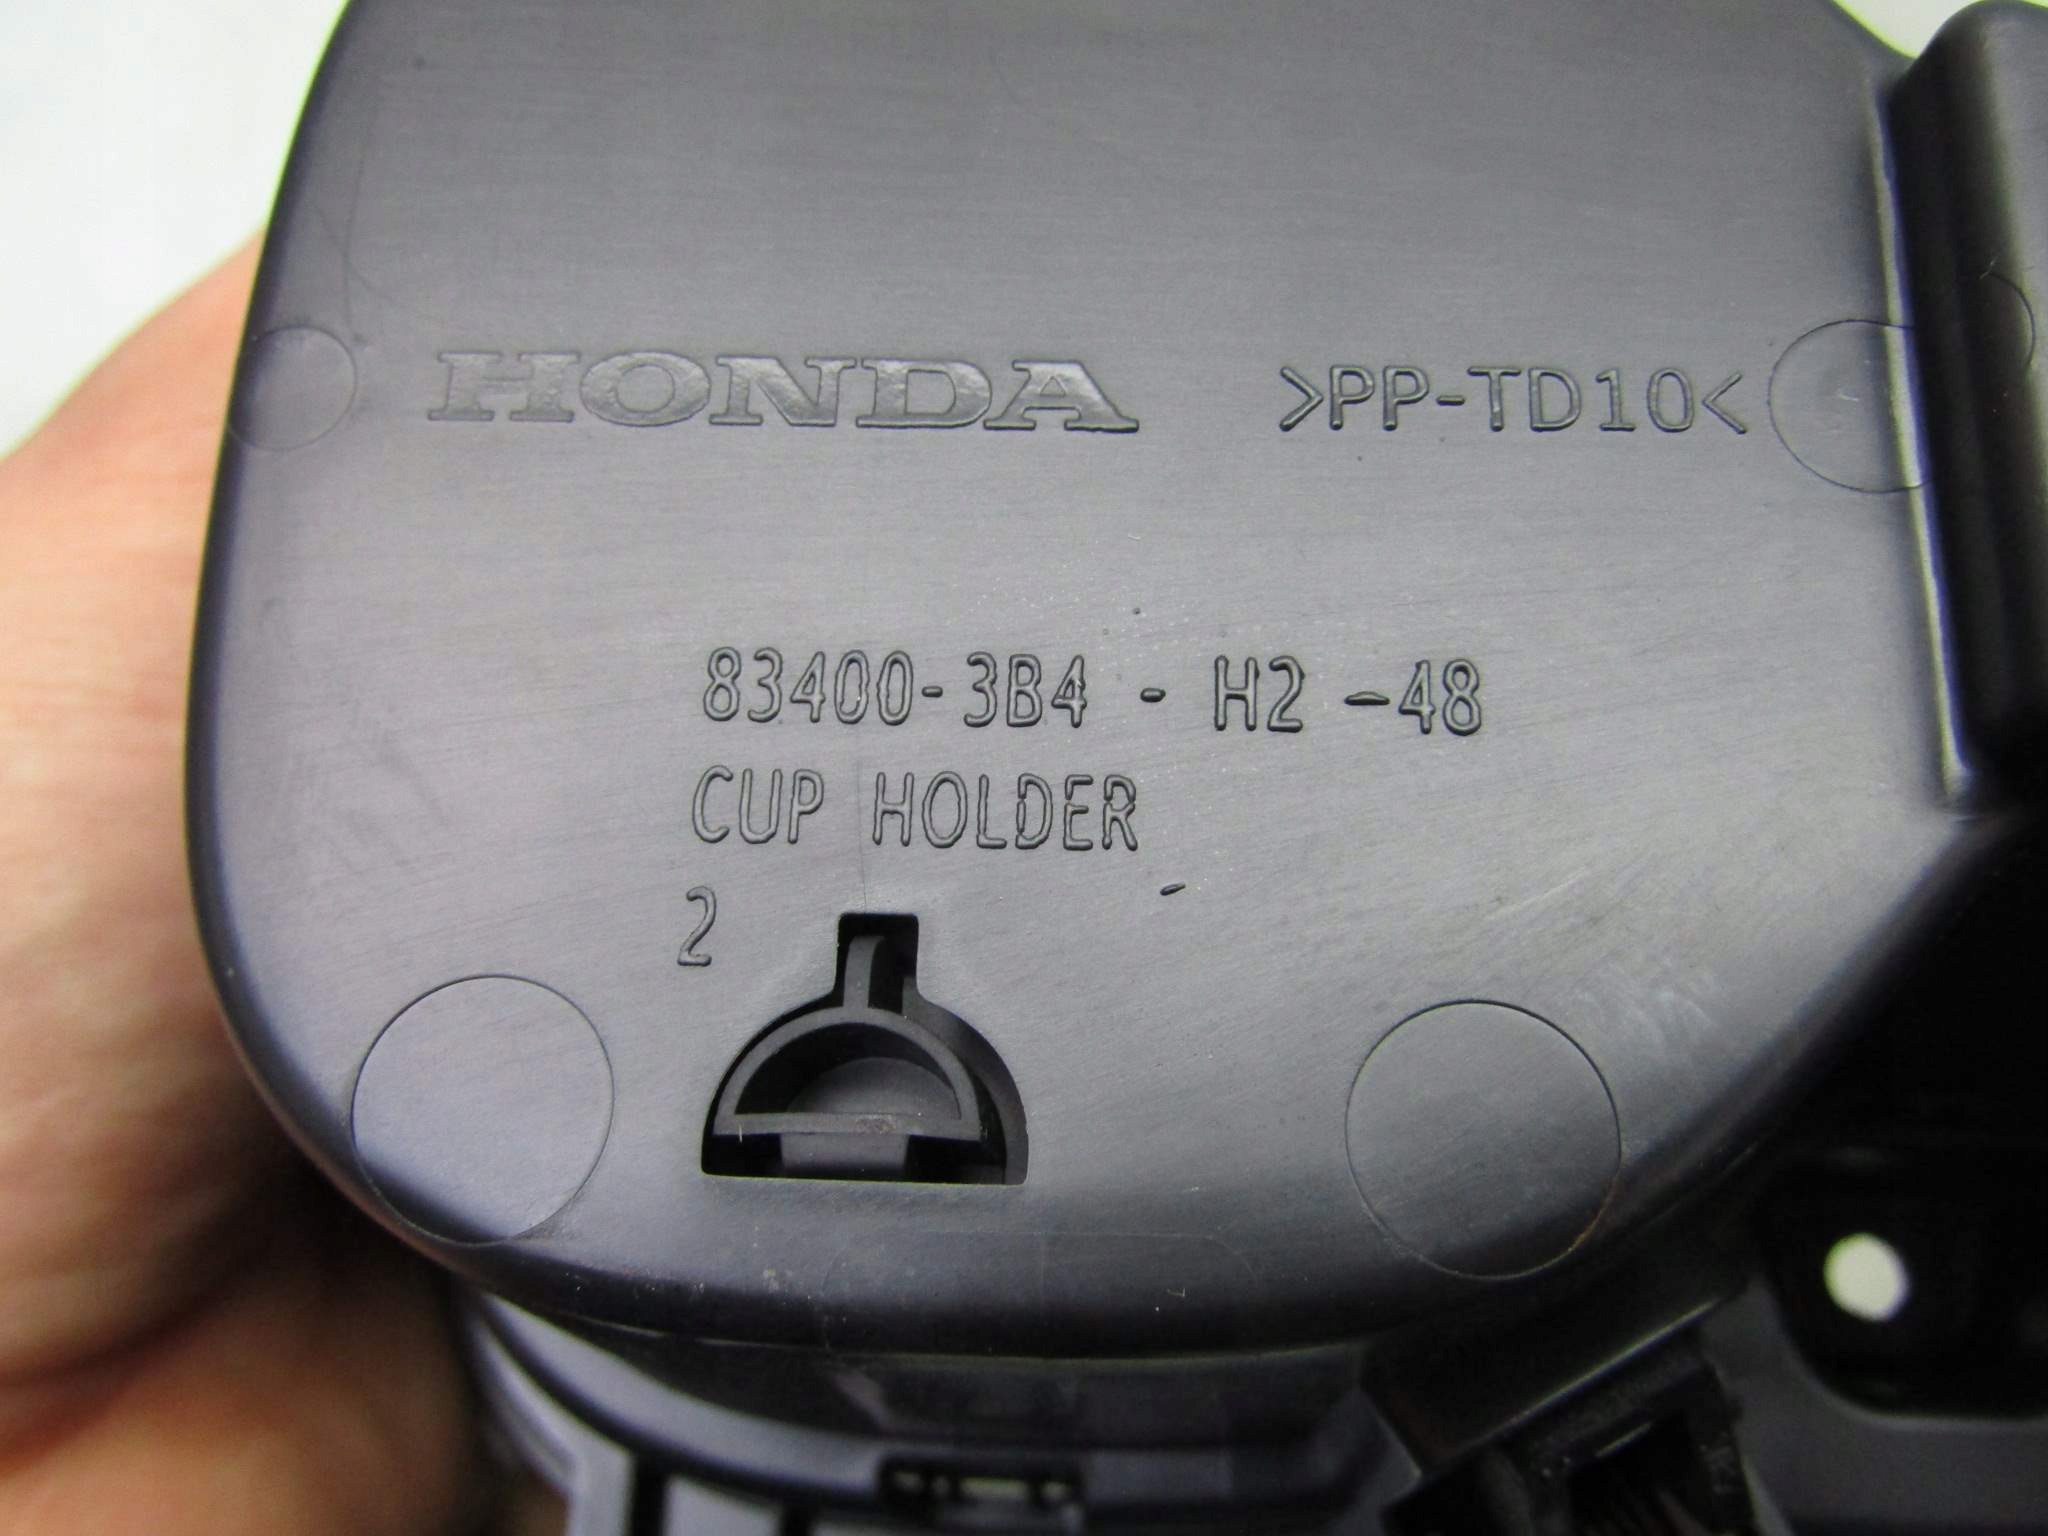 HONDA >PP-TD10<
83400-3B4 - H2 -48
CUP HOLDER
2